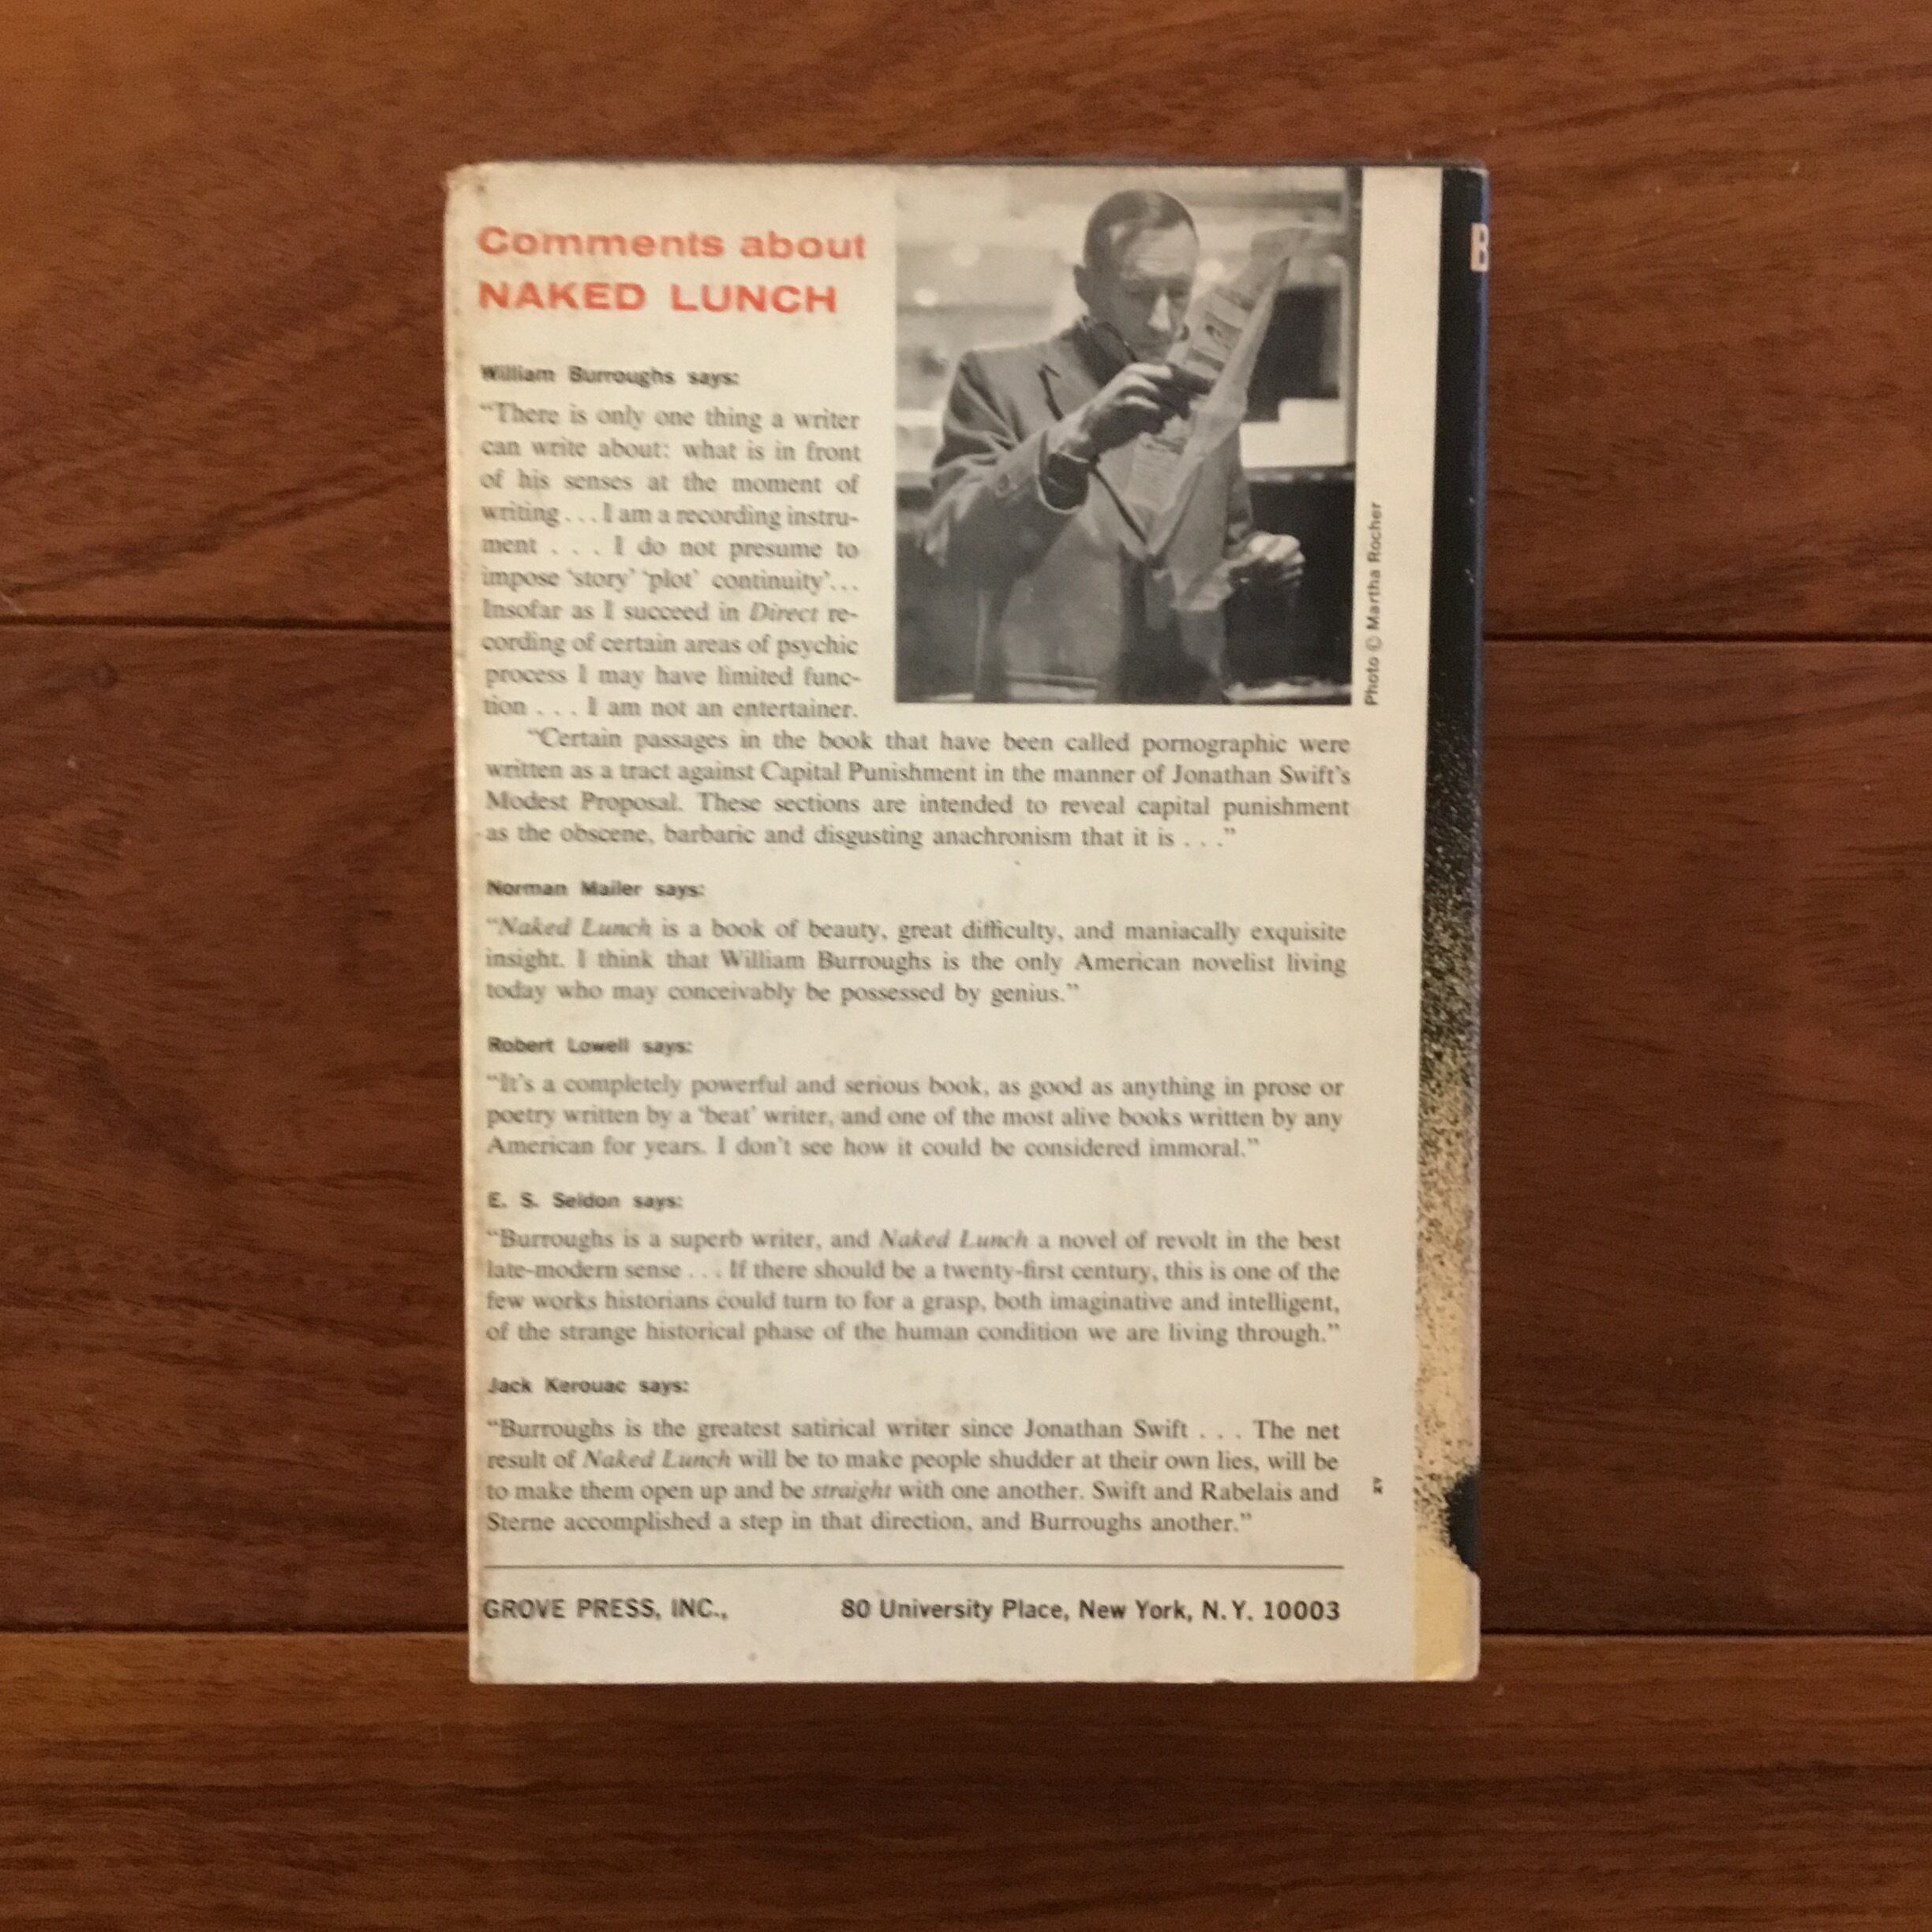 Comments about
NAKED LUNCH
William Burroughs says:
“There is only one thing a writer
can write about: what is in front
of his senses at the moment of
writing . . . I am a recording instru-
ment . . . I do not presume to
impose ‘story’ ‘plot’ continuity’. . .
Insofar as I succeed in Direct re-
cording of certain areas of psychic
process I may have limited func-
tion . . . I am not an entertainer.
“Certain passages in the book that have been called pornographic were
written as a tract against Capital Punishment in the manner of Jonathan Swift’s
Modest Proposal. These sections are intended to reveal capital punishment
as the obscene, barbaric and disgusting anachronism that it is . . .”
Norman Mailer says:
“Naked Lunch is a book of beauty, great difficulty, and maniacally exquisite
insight. I think that William Burroughs is the only American novelist living
today who may conceivably be possessed by genius.”
Robert Lowell says:
“It’s a completely powerful and serious book, as good as anything in prose or
poetry written by a ‘beat’ writer, and one of the most alive books written by any
American for years. I don’t see how it could be considered immoral.”
E. S. Seldon says:
“Burroughs is a superb writer, and Naked Lunch a novel of revolt in the best
late-modern sense . . . If there should be a twenty-first century, this is one of the
few works historians could turn to for a grasp, both imaginative and intelligent,
of the strange historical phase of the human condition we are living through.”
Jack Kerouac says:
“Burroughs is the greatest satirical writer since Jonathan Swift . . . The net
result of Naked Lunch will be to make people shudder at their own lies, will be
to make them open up and be straight with one another. Swift and Rabelais and
Sterne accomplished a step in that direction, and Burroughs another.”
GROVE PRESS, INC., 80 University Place, New York, N. Y. 10003
Photo © Martha Rocher
B